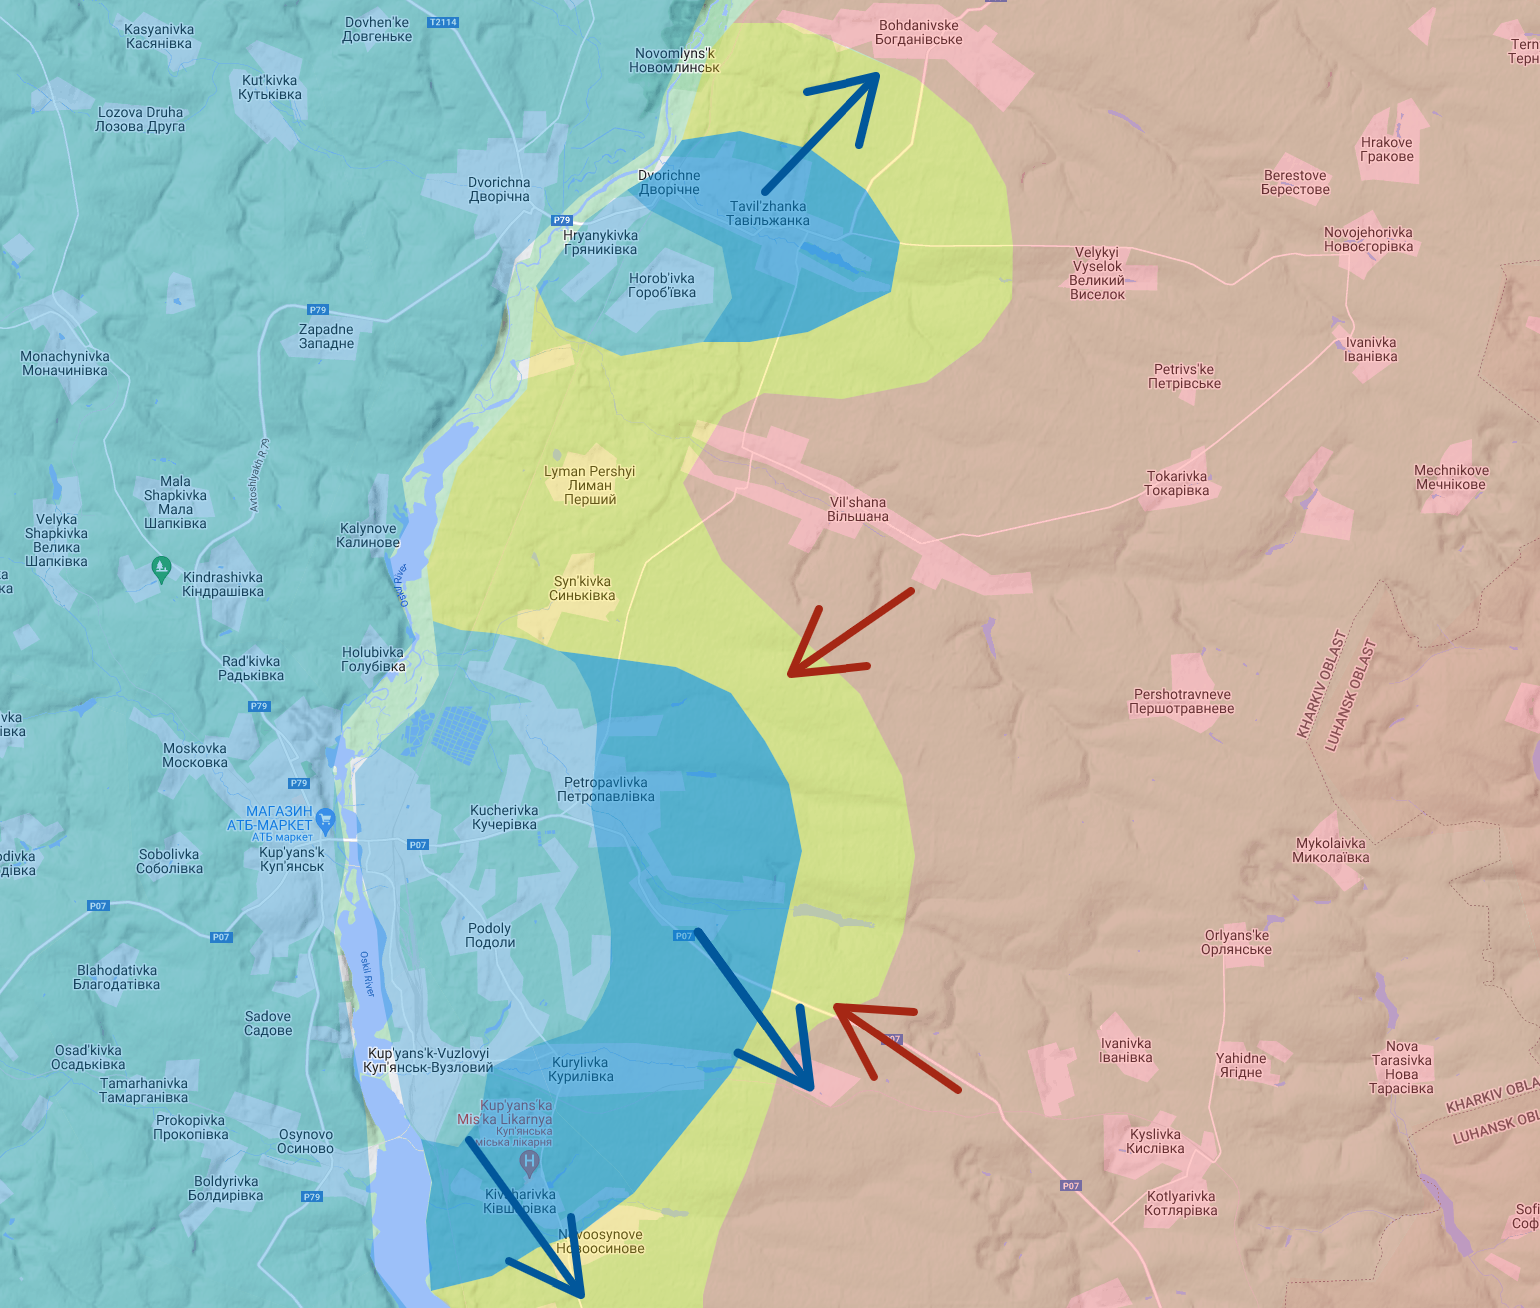 Kasyanivka
Касянівка
Dovhen'ke
Довгеньке
T2114
Bohdanivske
Богданівське
Novomlyns'k
Новомлинськ
Kut'kivka
Кутьківка
Lozova Druha
Лозова Друга
Hrakove
Гракове
Berestove
Берестове
Dvorichna
Дворічна
Dvorichne
Дворічне
Tavil'zhanka
Тавільжанка
P79
Hryanykivka
Гряниківка
Novojehorivka
Новоєгорівка
Velykyi
Vyselok
Великий
Виселок
Horob'ivka
Гороб'ївка
P79
Zapadne
Западне
Monachynivka
Моначинівка
Ivanivka
Іванівка
Petrivs'ke
Петрівське
Avtoshlyakh R 79
Lyman Pershyi
Лиман
Перший
Tokarivka
Токарівка
Mechnikove
Мечнікове
Mala
Shapkivka
Мала
Шапківка
Velyka
Shapkivka
Велика
Шапківка
Vil'shana
Вільшана
Kalynove
Калинове
Oskil River
Kindrashivka
Кіндрашівка
Syn'kivka
Синьківка
Holubivka
Голубівка
Rad'kivka
Радьківка
KHARKIV OBLAST
LUHANSK OBLAST
Pershotravneve
Першотравневе
P79
Moskovka
Московка
P79
Petropavlivka
Петропавлівка
Kucherivka
Кучерівка
МАГАЗИН
АТБ-МАРКЕТ
АТБ маркет
P07
Kup'yans'k
Куп'янськ
Sobolivka
Соболівка
Mykolaivka
Миколаївка
P07
P07
Podoly
Подоли
P07
Orlyans'ke
Орлянське
Blahodativka
Благодатівка
Oskil River
Sadove
Садове
Osad'kivka
Осадьківка
Kup'yans'k-Vuzlovyi
Куп'янськ-Вузловий
Kurylivka
Курилівка
P07
Ivanivka
Іванівка
Yahidne
Ягідне
Nova
Tarasivka
Нова
Тарасівка
Tamarhanivka
Тамарганівка
KHARKIV OBLA
LUHANSK OBL
Prokopivka
Прокопівка
Osynovo
Осиново
Kup'yans'ka
Mis'ka Likarnya
Куп'янська
міська лікарня
H
Kyslivka
Кислівка
Boldyrivka
Болдирівка
P79
Kivsharivka
Ківшарівка
P07
Kotlyarivka
Котлярівка
Novoosynove
Новоосинове